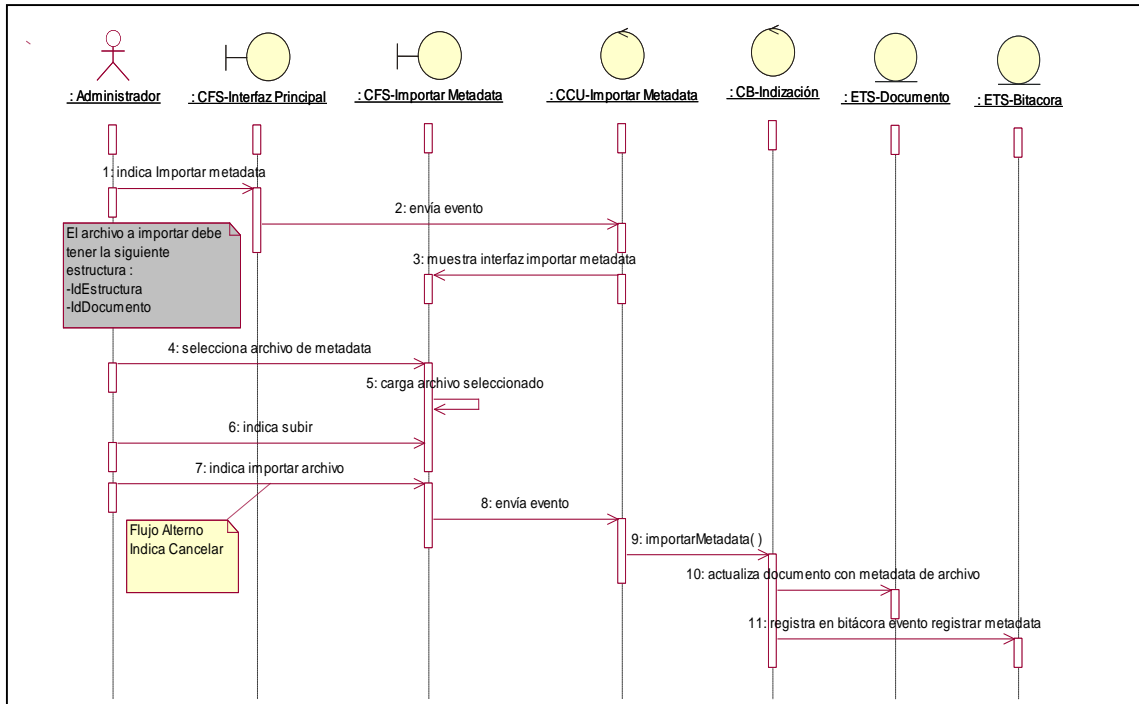 : Administrador
: CFS-Interfaz Principal
: CFS-Importar Metadata
: CCU-Importar Metadata
: CB-Indización
: ETS-Documento
: ETS-Bitacora
1: indica Importar metadata
2: envía evento
El archivo a importar debe
tener la siguiente
estructura :
-IdEstructura
-IdDocumento
3: muestra interfaz importar metadata
4: selecciona archivo de metadata
5: carga archivo seleccionado
6: indica subir
7: indica importar archivo
8: envía evento
Flujo Alterno
Indica Cancelar
9: importarMetadata( )
10: actualiza documento con metadata de archivo
11: registra en bitácora evento registrar metadata